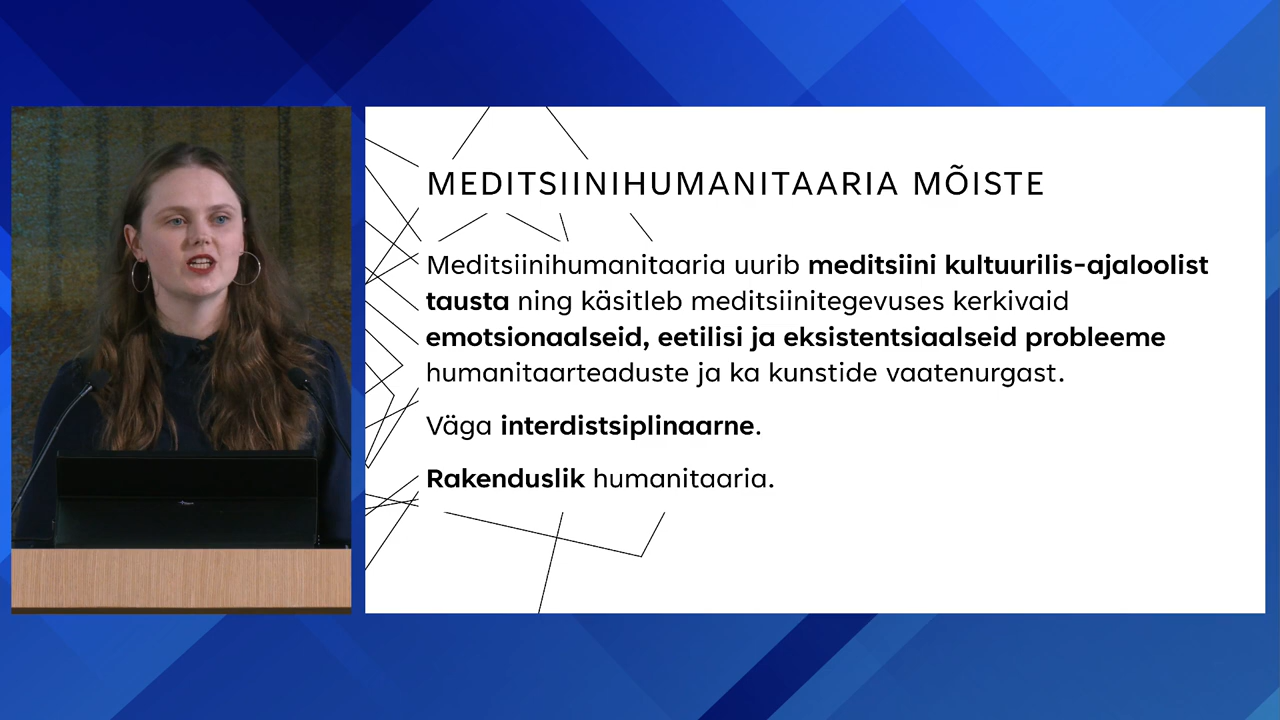 MEDITSIINIHUMANITAARIA MÕISTE
Meditsiinihumanitaaria uurib meditsiini kultuurilis-ajaloolist
tausta ning käsitleb meditsiinitegevuses kerkivaid
emotsionaalseid, eetilisi ja eksistentsiaalseid probleeme
humanitaarteaduste ja ka kunstide vaatenurgast.
Väga interdistsiplinaarne.
Rakenduslik humanitaaria.